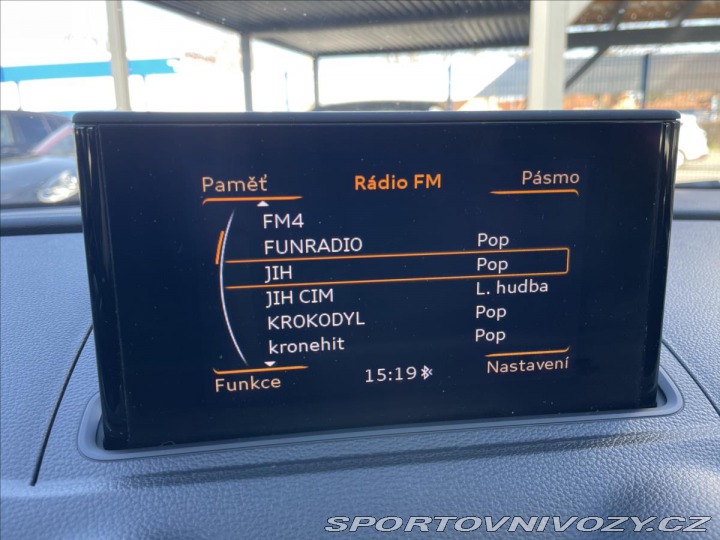 Paměť Rádio FM Pásmo
FM4
FUNRADIO Pop
JIH Pop
JIH CIM L. hudba
KROKODYL Pop
kronehit Pop
Funkce 15:19 Nastavení
SPORTOVNIVOZY.CZ